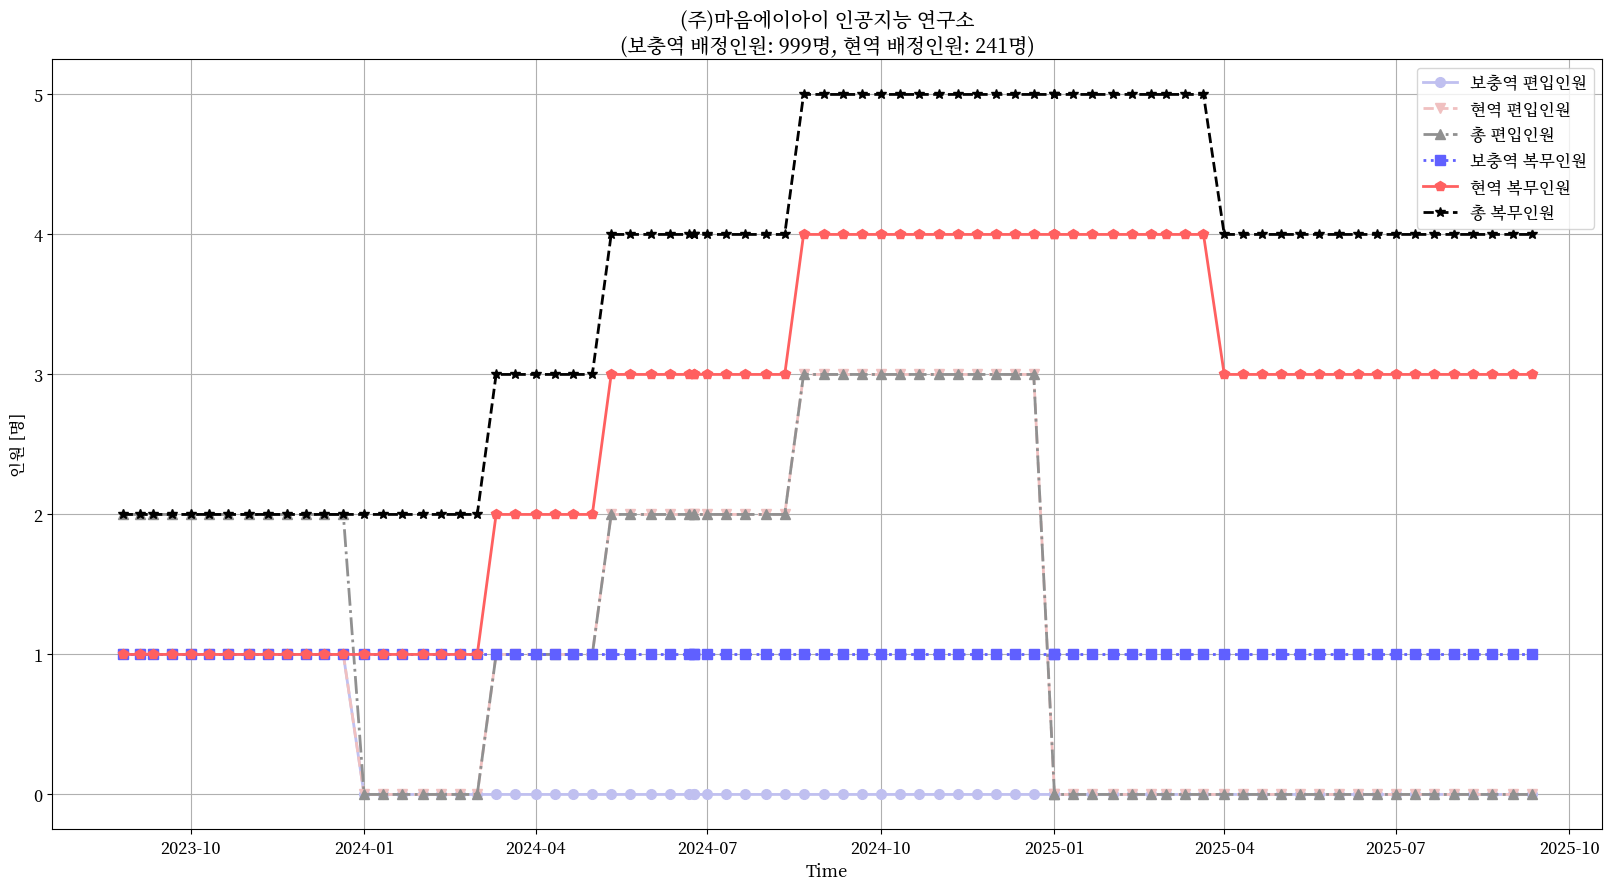 (주)마음에이아이 인공지능 연구소
(보충역 배정인원: 999명, 현역 배정인원: 241명)
보충역 편입인원
현역 편입인원
총 편입인원
보충역 복무인원
현역 복무인원
총 복무인원
인원 [명]
5
4
3
2
1
0
2023-10
2024-01
2024-04
2024-07
2024-10
2025-01
2025-04
2025-07
2025-10
Time